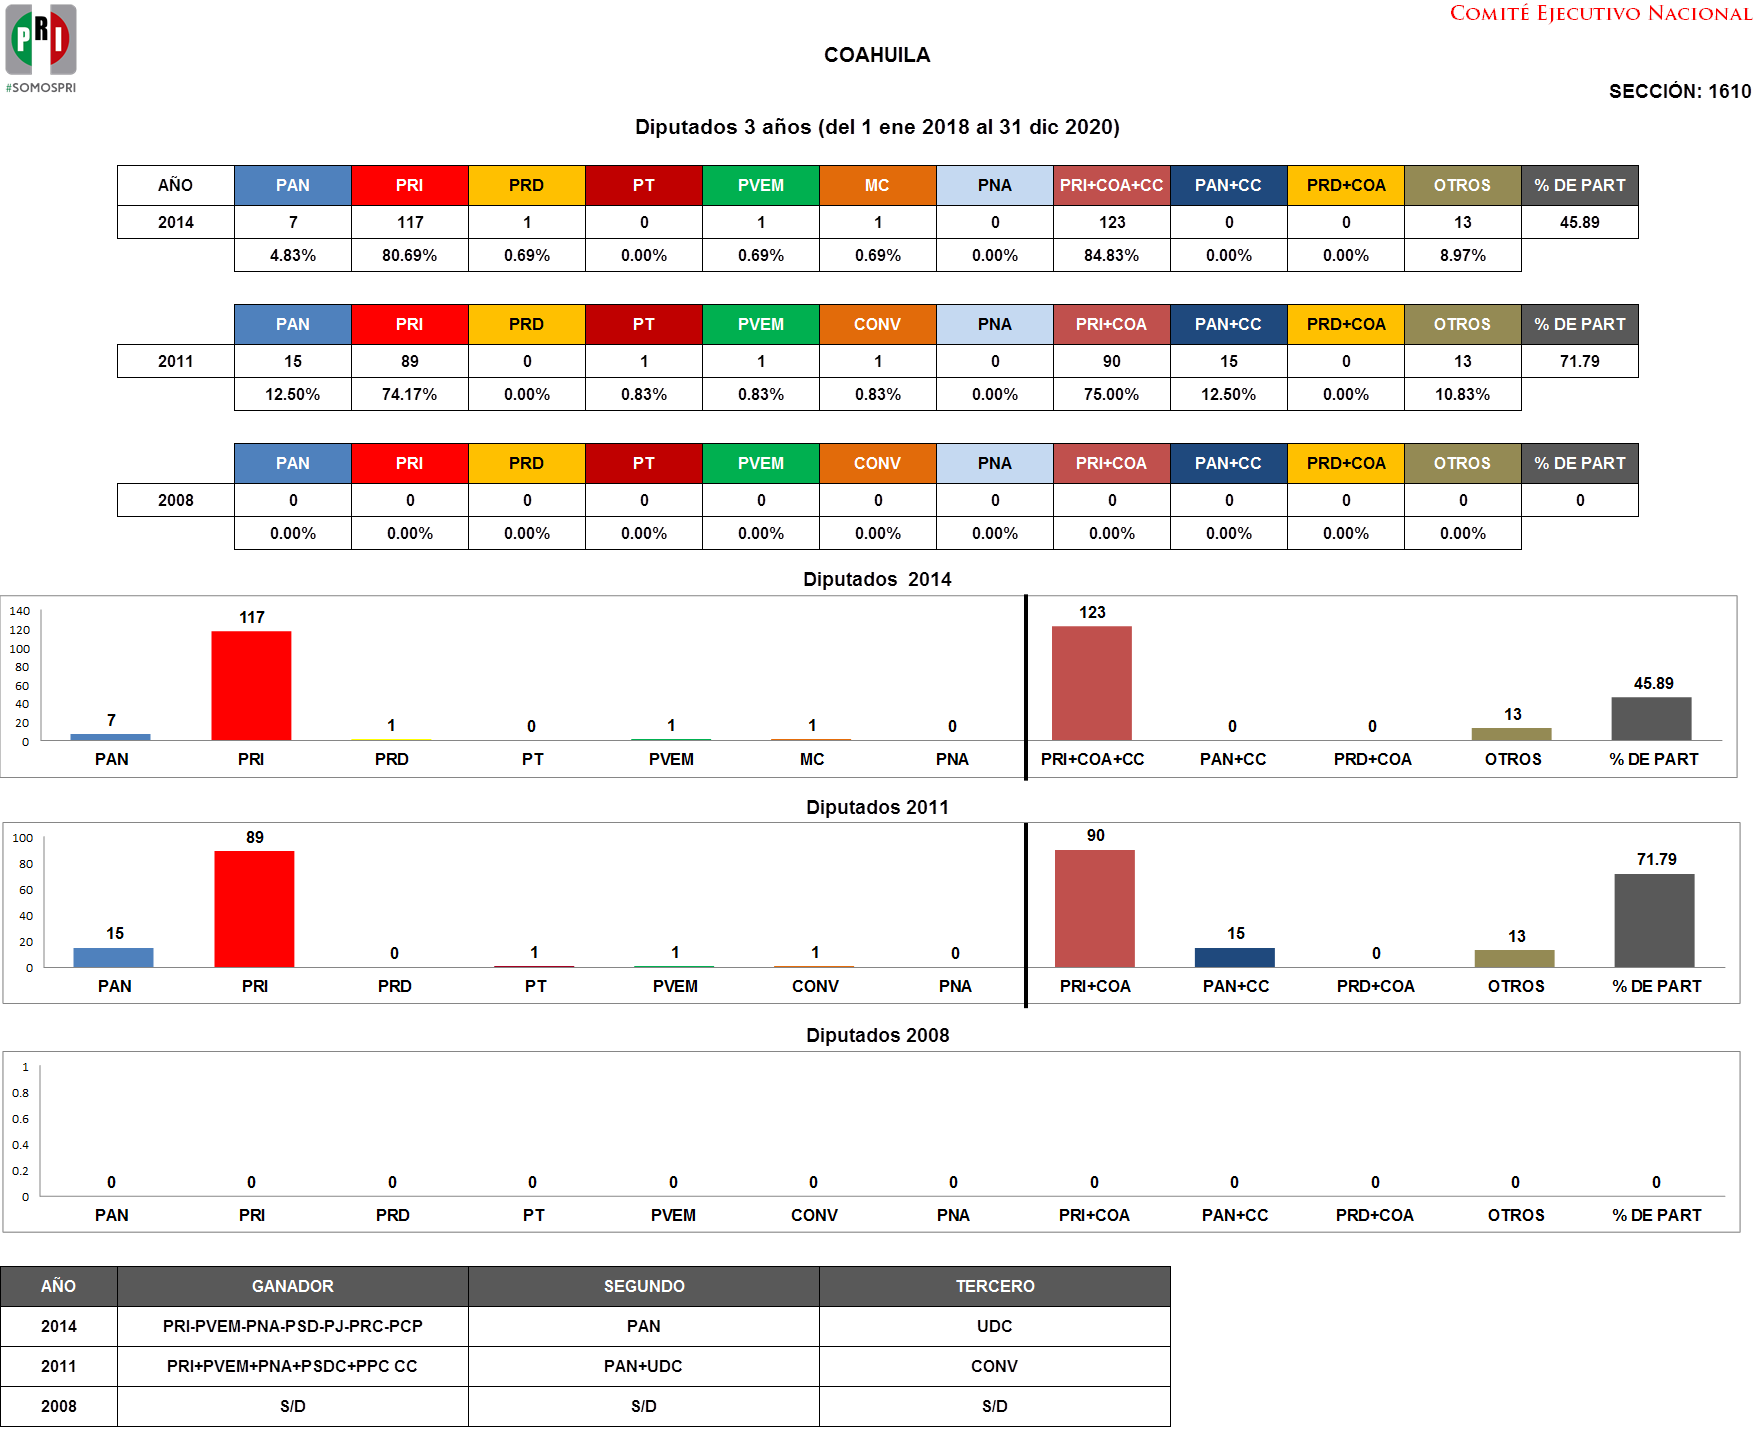 PRI
#SOMOSPRI
COMITÉ EJECUTIVO NACIONAL
COAHUILA
SECCIÓN: 1610
Diputados 3 años (del 1 ene 2018 al 31 dic 2020)
AÑO PAN PRI PRD PT PVEM MC PNA PRI+COA+CC PAN+CC PRD+COA OTROS % DE PART
2014 7 117 1 0 1 1 0 123 0 0 13 45.89
4.83% 80.69% 0.69% 0.00% 0.69% 0.69% 0.00% 84.83% 0.00% 0.00% 8.97%
PAN PRI PRD PT PVEM CONV PNA PRI+COA PAN+CC PRD+COA OTROS % DE PART
2011 15 89 0 1 1 1 0 90 15 0 13 71.79
12.50% 74.17% 0.00% 0.83% 0.83% 0.83% 0.00% 75.00% 12.50% 0.00% 10.83%
PAN PRI PRD PT PVEM CONV PNA PRI+COA PAN+CC PRD+COA OTROS % DE PART
2008 0 0 0 0 0 0 0 0 0 0 0 0
0.00% 0.00% 0.00% 0.00% 0.00% 0.00% 0.00% 0.00% 0.00% 0.00% 0.00%
Diputados 2014
140
120
100
80
60
40
20
0
7 117 1 0 1 1 0 123 0 0 13 45.89
PAN PRI PRD PT PVEM MC PNA PRI+COA+CC PAN+CC PRD+COA OTROS % DE PART
Diputados 2011
100
80
60
40
20
0
15 89 0 1 1 1 0 90 15 0 13 71.79
PAN PRI PRD PT PVEM CONV PNA PRI+COA PAN+CC PRD+COA OTROS % DE PART
Diputados 2008
1
0.8
0.6
0.4
0.2
0
0 0 0 0 0 0 0 0 0 0 0 0
PAN PRI PRD PT PVEM CONV PNA PRI+COA PAN+CC PRD+COA OTROS % DE PART
AÑO GANADOR SEGUNDO TERCERO
2014 PRI-PVEM-PNA-PSD-PJ-PRC-PCP PAN UDC
2011 PRI+PVEM+PNA+PSDC+PPC CC PAN+UDC CONV
2008 S/D S/D S/D